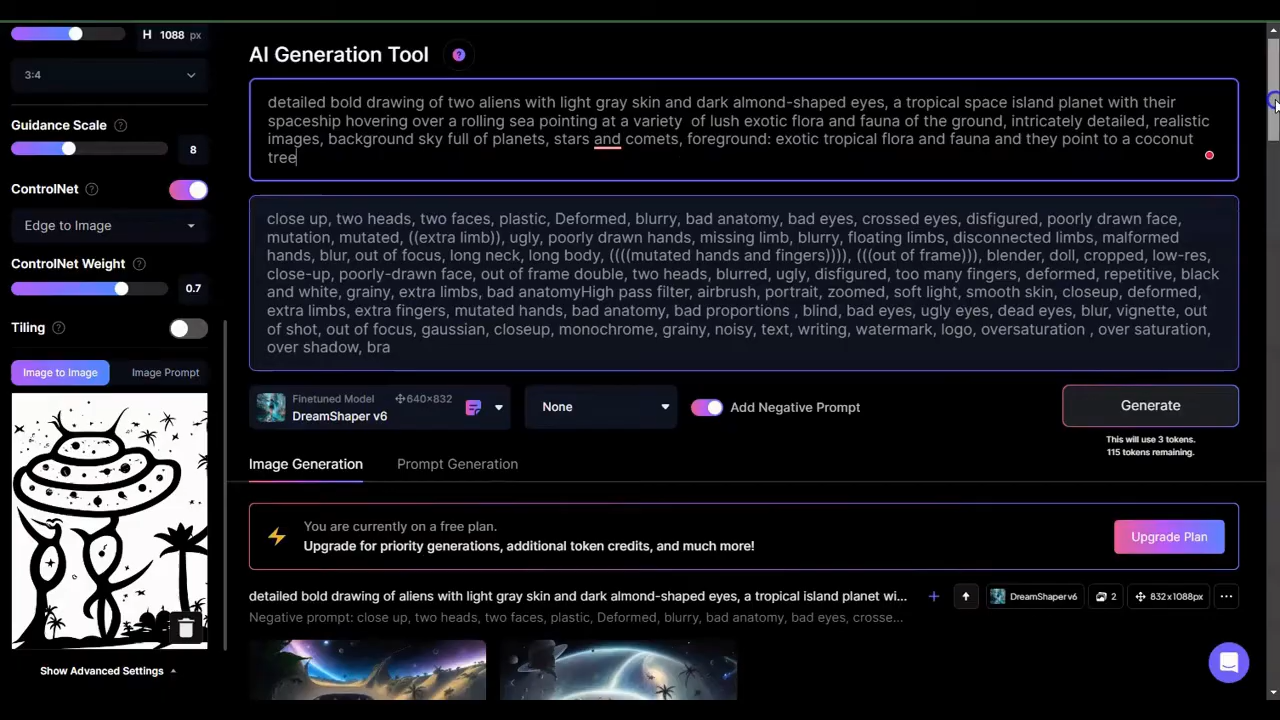 H 1088 px
3:4
Guidance Scale ?
8
ControlNet ?
Edge to Image
ControlNet Weight ?
0.7
Tiling ?
Image to Image Image Prompt
Show Advanced Settings
AI Generation Tool ?
detailed bold drawing of two aliens with light gray skin and dark almond-shaped eyes, a tropical space island planet with their
spaceship hovering over a rolling sea pointing at a variety  of lush exotic flora and fauna of the ground, intricately detailed, realistic
images, background sky full of planets, stars and comets, foreground: exotic tropical flora and fauna and they point to a coconut
tree
close up, two heads, two faces, plastic, Deformed, blurry, bad anatomy, bad eyes, crossed eyes, disfigured, poorly drawn face,
mutation, mutated, ((extra limb)), ugly, poorly drawn hands, missing limb, blurry, floating limbs, disconnected limbs, malformed
hands, blur, out of focus, long neck, long body, ((((mutated hands and fingers)))), (((out of frame))), blender, doll, cropped, low-res,
close-up, poorly-drawn face, out of frame double, two heads, blurred, ugly, disfigured, too many fingers, deformed, repetitive, black
and white, grainy, extra limbs, bad anatomyHigh pass filter, airbrush, portrait, zoomed, soft light, smooth skin, closeup, deformed,
extra limbs, extra fingers, mutated hands, bad anatomy, bad proportions , blind, bad eyes, ugly eyes, dead eyes, blur, vignette, out
of shot, out of focus, gaussian, closeup, monochrome, grainy, noisy, text, writing, watermark, logo, oversaturation , over saturation,
over shadow, bra
Finetuned Model 640×832
DreamShaper v6
None
Add Negative Prompt
Generate
This will use 3 tokens.
115 tokens remaining.
Image Generation Prompt Generation
You are currently on a free plan.
Upgrade for priority generations, additional token credits, and much more!
Upgrade Plan
detailed bold drawing of aliens with light gray skin and dark almond-shaped eyes, a tropical island planet wi...
DreamShaper v6 2 832x1088px
Negative prompt: close up, two heads, two faces, plastic, Deformed, blurry, bad anatomy, bad eyes, crosse...